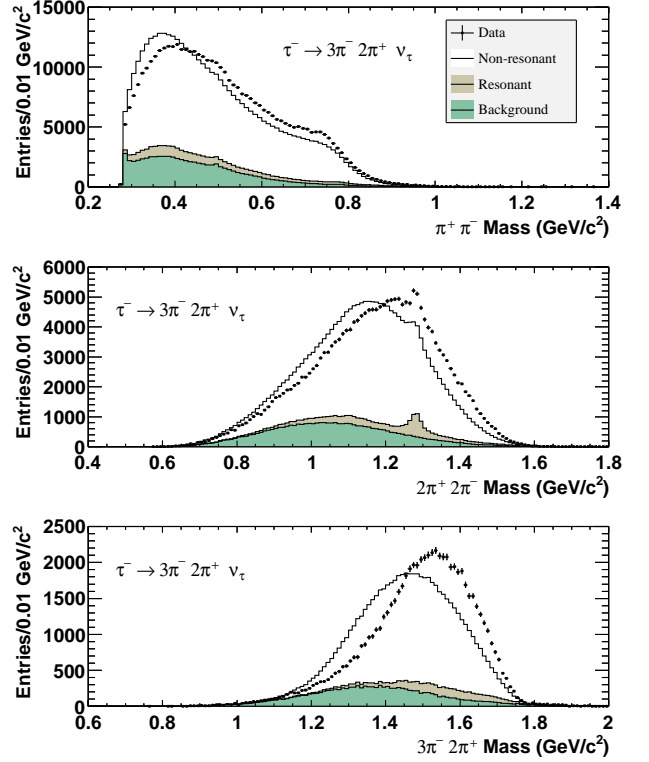 Entries/0.01 GeV/c²
15000
10000
5000
0
τ⁻ → 3π⁻ 2π⁺ ν_τ
Data
Non-resonant
Resonant
Background
0.2 0.4 0.6 0.8 1 1.2 1.4
π⁺ π⁻ Mass (GeV/c²)
Entries/0.01 GeV/c²
6000
5000
4000
3000
2000
1000
0
τ⁻ → 3π⁻ 2π⁺ ν_τ
0.4 0.6 0.8 1 1.2 1.4 1.6 1.8
2π⁺ 2π⁻ Mass (GeV/c²)
Entries/0.01 GeV/c²
2500
2000
1500
1000
500
0
τ⁻ → 3π⁻ 2π⁺ ν_τ
0.6 0.8 1 1.2 1.4 1.6 1.8 2
3π⁻ 2π⁺ Mass (GeV/c²)